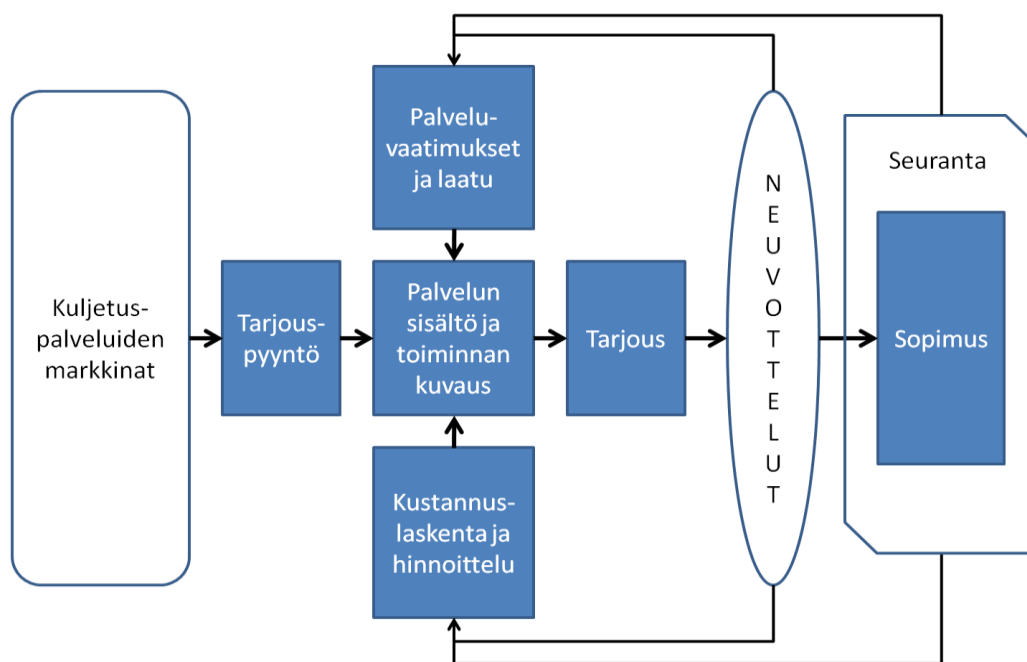 Kuljetus-
palveluiden
markkinat
Tarjous-
pyyntö
Palvelu-
vaatimukset
ja laatu
Palvelun
sisältö ja
toiminnan
kuvaus
Kustannus-
laskenta ja
hinnoittelu
Tarjous
NEUVOTTELUT
Seuranta
Sopimus